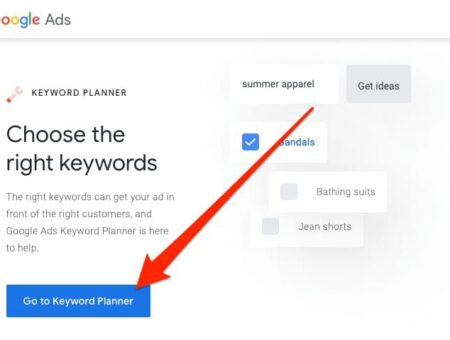 oogle Ads
KEYWORD PLANNER
Choose the
right keywords
The right keywords can get your ad in
front of the right customers, and
Google Ads Keyword Planner is here
to help.
Go to Keyword Planner
summer apparel
Get ideas
Sandals
Bathing suits
Jean shorts